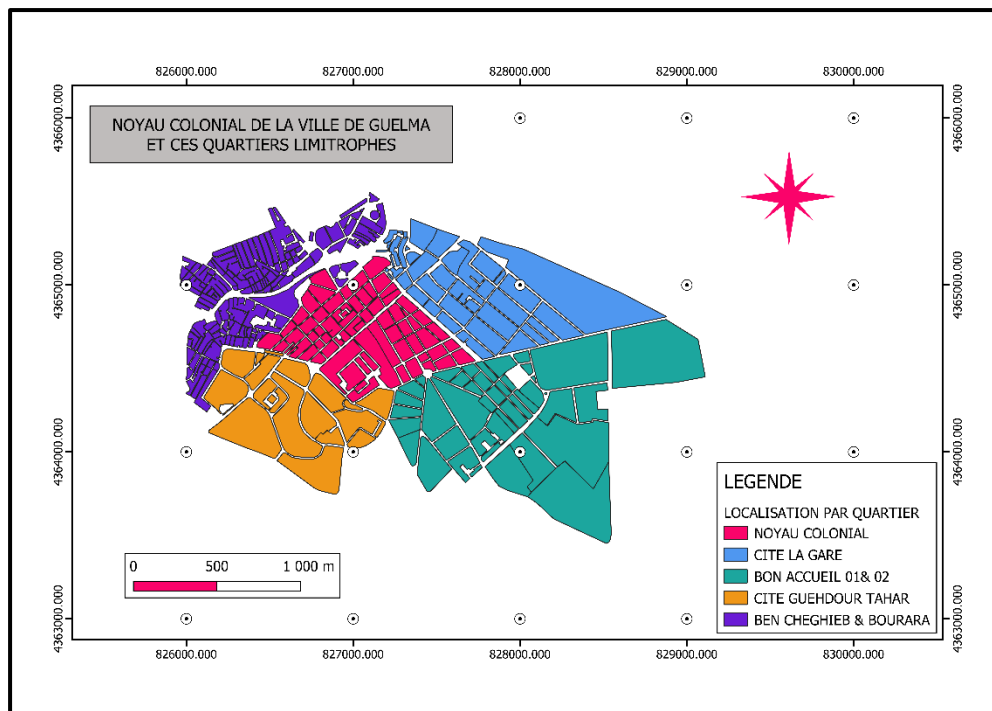 826000.000 827000.000 828000.000 829000.000 830000.000
NOYAU COLONIAL DE LA VILLE DE GUELMA
ET CES QUARTIERS LIMITROPHES
4366000.000 4366000.000
4365000.000 4365000.000
4364000.000 4364000.000
4363000.000 4363000.000
LEGENDE
LOCALISATION PAR QUARTIER
NOYAU COLONIAL
CITE LA GARE
BON ACCUEIL 01& 02
CITE GUEHDOUR TAHAR
BEN CHEGHIEB & BOURARA
0 500 1 000 m
826000.000 827000.000 828000.000 829000.000 830000.000